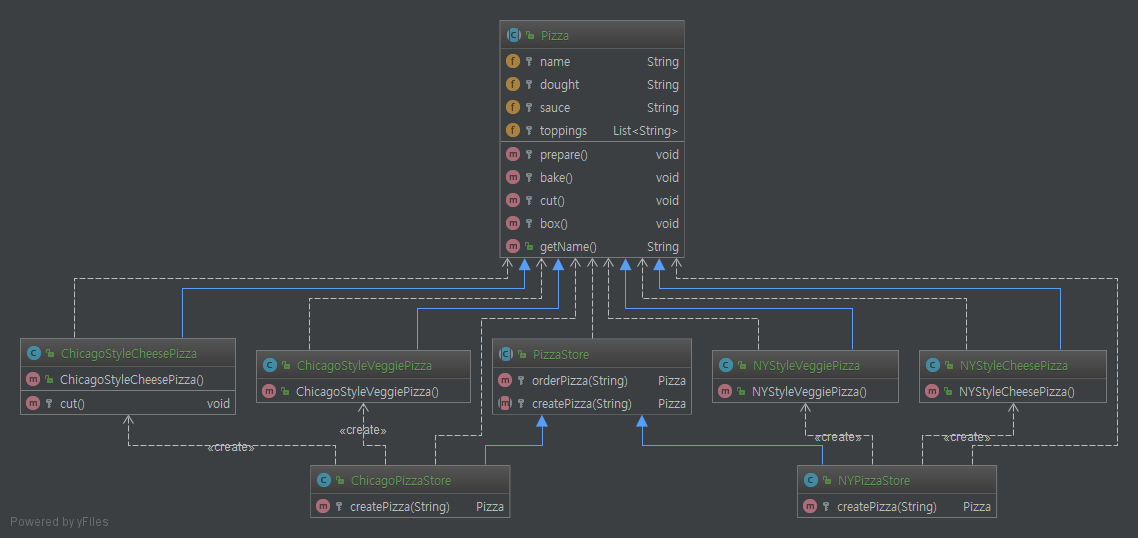 Pizza
name String
dought String
sauce String
toppings List<String>
prepare() void
bake() void
cut() void
box() void
getName() String
ChicagoStyleCheesePizza
ChicagoStyleCheesePizza()
cut() void
ChicagoStyleVeggiePizza
ChicagoStyleVeggiePizza()
PizzaStore
orderPizza(String) Pizza
createPizza(String) Pizza
NYStyleVeggiePizza
NYStyleVeggiePizza()
NYStyleCheesePizza
NYStyleCheesePizza()
«create»
«create»
«create»
«create»
ChicagoPizzaStore
createPizza(String) Pizza
NYPizzaStore
createPizza(String) Pizza
Powered by yFiles